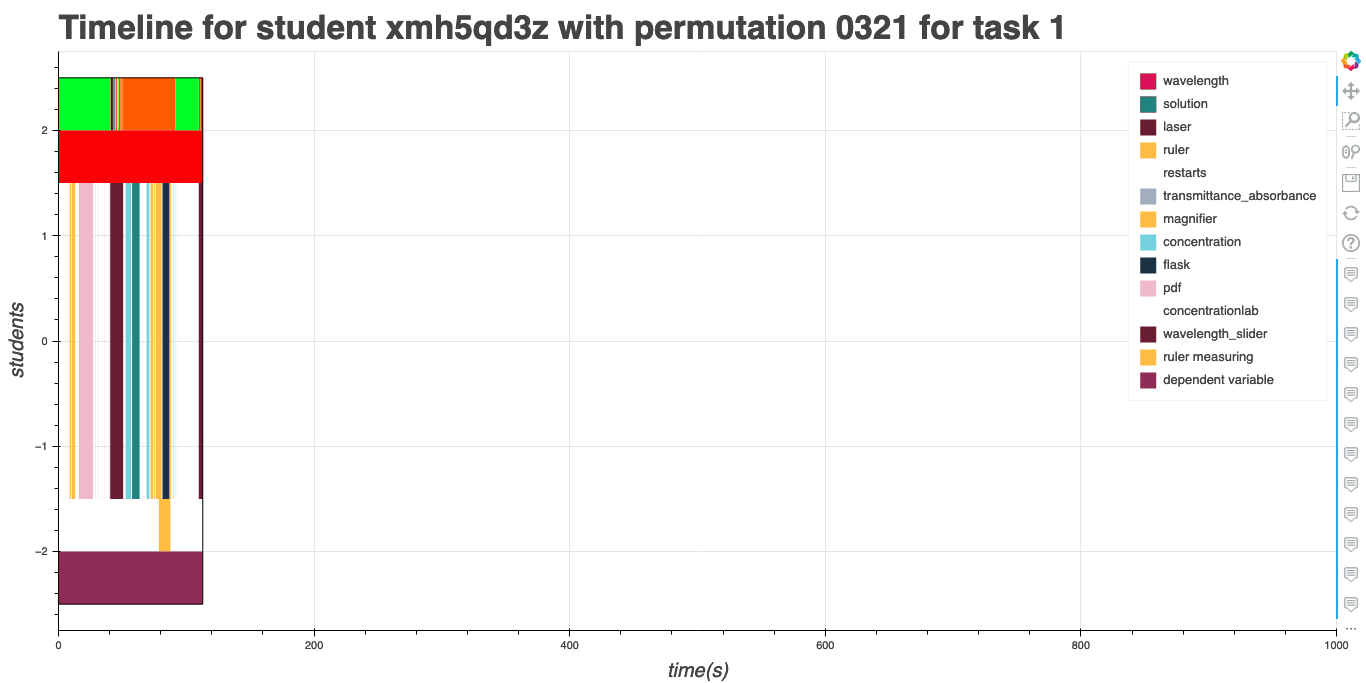 Timeline for student xmh5qd3z with permutation 0321 for task 1
wavelength
solution
laser
ruler
restarts
transmittance_absorbance
magnifier
concentration
flask
pdf
concentrationlab
wavelength_slider
ruler measuring
dependent variable
students
2
1
0
−1
−2
0
200
400
600
800
1000
time(s)